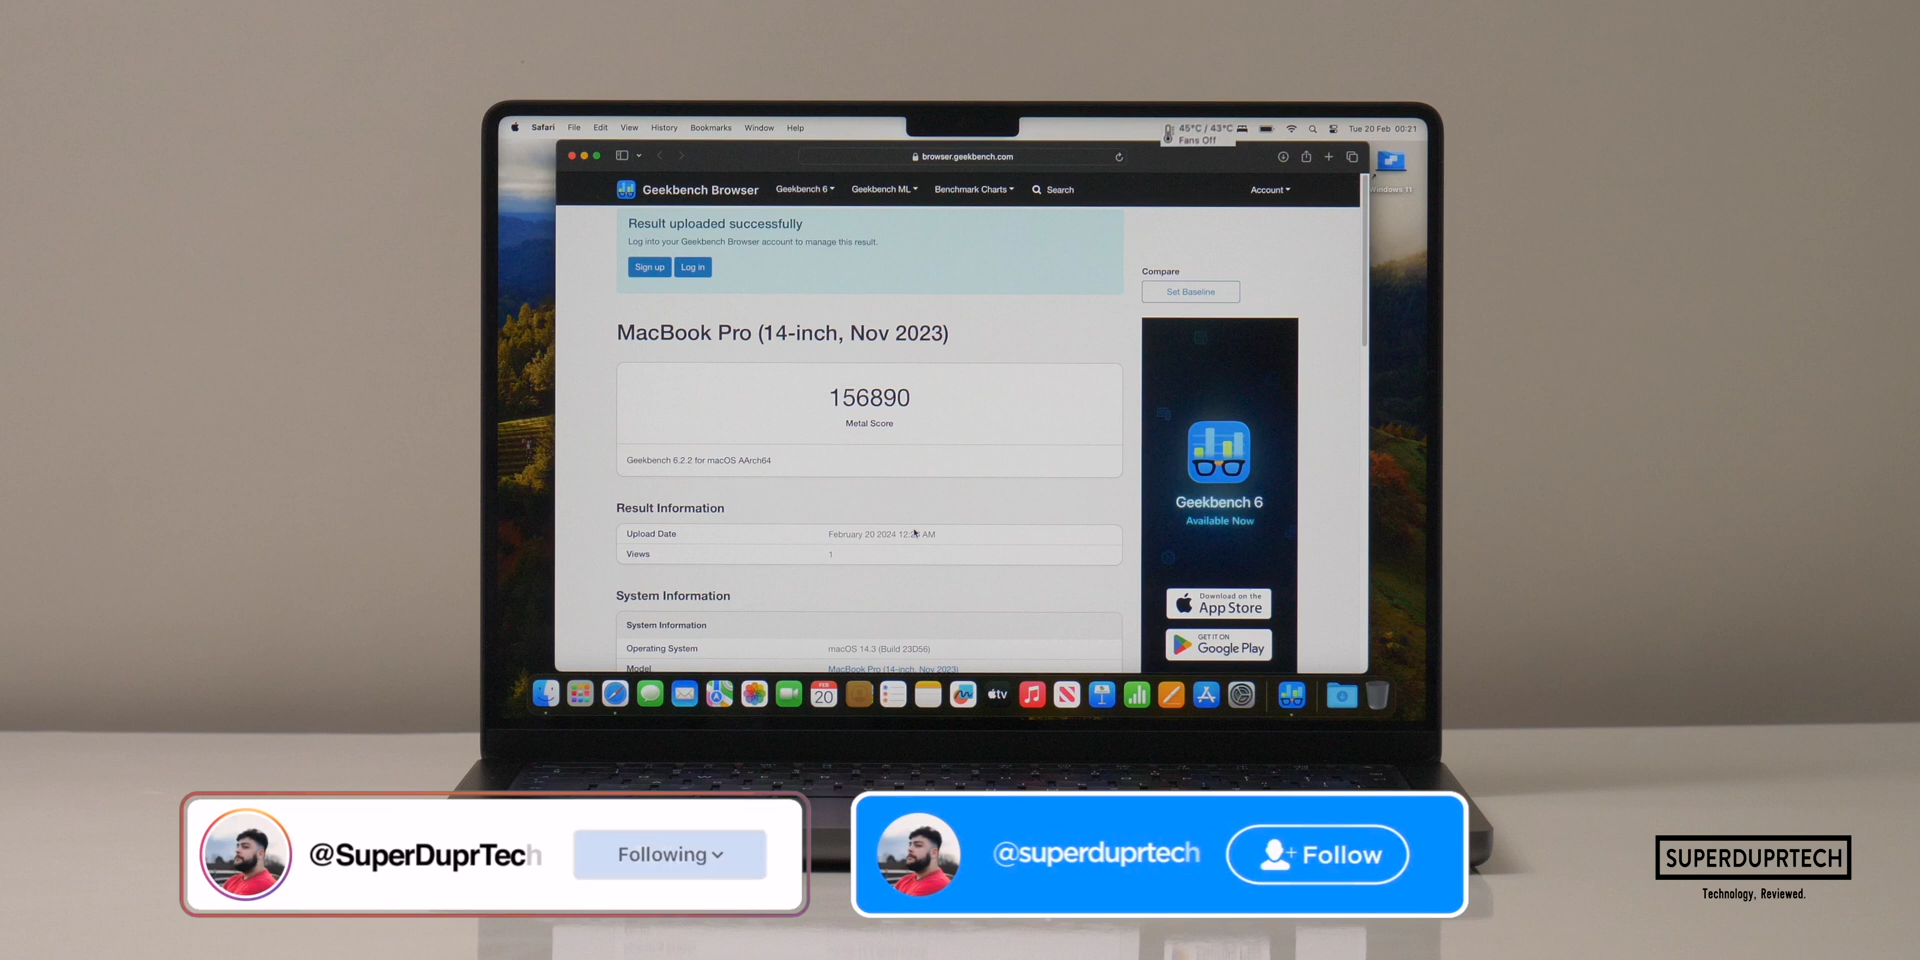 Safari File Edit View History Bookmarks Window Help
45°C / 43°C
Fans Off
Tue 20 Feb 00:21
browser.geekbench.com
Windows 11
Geekbench Browser Geekbench 6 Geekbench ML Benchmark Charts Search Account
Result uploaded successfully
Log into your Geekbench Browser account to manage this result.
Sign up Log in
Compare
Set Baseline
MacBook Pro (14-inch, Nov 2023)
156890
Metal Score
Geekbench 6.2.2 for macOS AArch64
Result Information
Upload Date February 20 2024 AM
Views 1
System Information
System Information
Operating System macOS 14.3 (Build 23D56)
Model MacBook Pro (14-inch, Nov 2023)
Geekbench 6
Available Now
Download on the
App Store
GET IT ON
Google Play
FEB
20
tv
@SuperDuprTech
Following
@superduprtech
Follow
SUPERDUPRTECH
Technology, Reviewed.